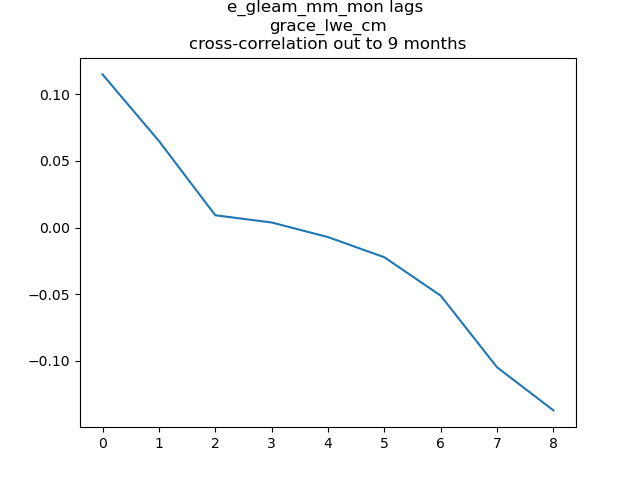 e_gleam_mm_mon lags
grace_lwe_cm
cross-correlation out to 9 months
0.10
0.05
0.00
−0.05
−0.10
0 1 2 3 4 5 6 7 8